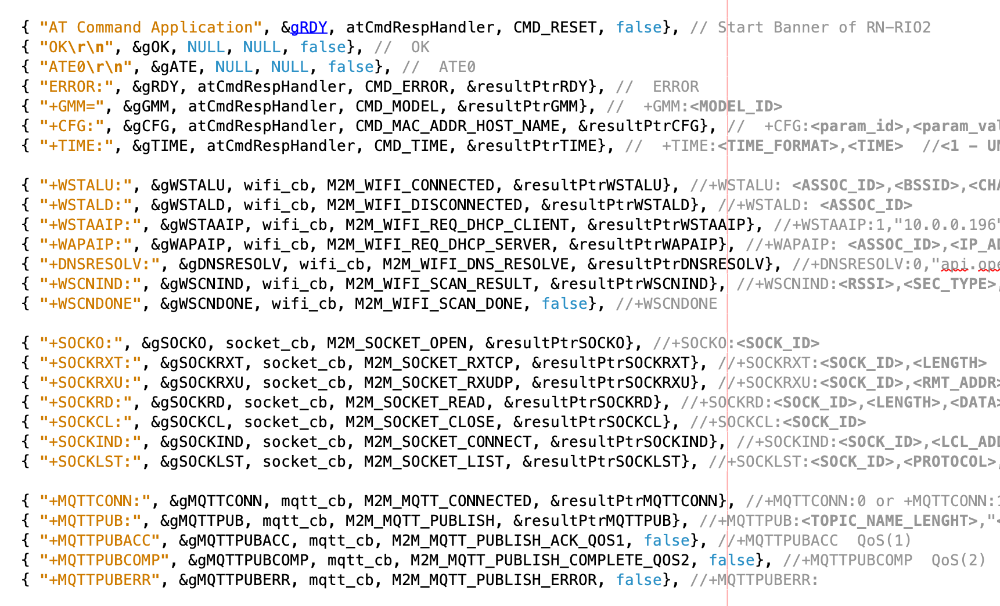 { "AT Command Application", &gRDY, atCmdRespHandler, CMD_RESET, false}, // Start Banner of RN-RIO2
{ "OK\r\n", &gOK, NULL, NULL, false}, //  OK
{ "ATE0\r\n", &gATE, NULL, NULL, false}, //  ATE0
{ "ERROR:", &gRDY, atCmdRespHandler, CMD_ERROR, &resultPtrRDY}, //  ERROR
{ "+GMM=", &gGMM, atCmdRespHandler, CMD_MODEL, &resultPtrGMM}, //  +GMM:<MODEL_ID>
{ "+CFG:", &gCFG, atCmdRespHandler, CMD_MAC_ADDR_HOST_NAME, &resultPtrCFG}, //  +CFG:<param_id>,<param_val
{ "+TIME:", &gTIME, atCmdRespHandler, CMD_TIME, &resultPtrTIME}, //  +TIME:<TIME_FORMAT>,<TIME>  //<1 - UN
{ "+WSTALU:", &gWSTALU, wifi_cb, M2M_WIFI_CONNECTED, &resultPtrWSTALU}, //+WSTALU: <ASSOC_ID>,<BSSID>,<CHA
{ "+WSTALD:", &gWSTALD, wifi_cb, M2M_WIFI_DISCONNECTED, &resultPtrWSTALD}, //+WSTALD: <ASSOC_ID>
{ "+WSTAAIP:", &gWSTAAIP, wifi_cb, M2M_WIFI_REQ_DHCP_CLIENT, &resultPtrWSTAAIP}, //+WSTAAIP:1,"10.0.0.196"
{ "+WAPAIP:", &gWAPAIP, wifi_cb, M2M_WIFI_REQ_DHCP_SERVER, &resultPtrWAPAIP}, //+WAPAIP: <ASSOC_ID>,<IP_AD
{ "+DNSRESOLV:", &gDNSRESOLV, wifi_cb, M2M_WIFI_DNS_RESOLVE, &resultPtrDNSRESOLV}, //+DNSRESOLV:0,"api.ope
{ "+WSCNIND:", &gWSCNIND, wifi_cb, M2M_WIFI_SCAN_RESULT, &resultPtrWSCNIND}, //+WSCNIND:<RSSI>,<SEC_TYPE>,
{ "+WSCNDONE", &gWSCNDONE, wifi_cb, M2M_WIFI_SCAN_DONE, false}, //+WSCNDONE
{ "+SOCKO:", &gSOCKO, socket_cb, M2M_SOCKET_OPEN, &resultPtrSOCKO}, //+SOCKO:<SOCK_ID>
{ "+SOCKRXT:", &gSOCKRXT, socket_cb, M2M_SOCKET_RXTCP, &resultPtrSOCKRXT}, //+SOCKRXT:<SOCK_ID>,<LENGTH>
{ "+SOCKRXU:", &gSOCKRXU, socket_cb, M2M_SOCKET_RXUDP, &resultPtrSOCKRXU}, //+SOCKRXU:<SOCK_ID>,<RMT_ADDR>
{ "+SOCKRD:", &gSOCKRD, socket_cb, M2M_SOCKET_READ, &resultPtrSOCKRD}, //+SOCKRD:<SOCK_ID>,<LENGTH>,<DATA>
{ "+SOCKCL:", &gSOCKCL, socket_cb, M2M_SOCKET_CLOSE, &resultPtrSOCKCL}, //+SOCKCL:<SOCK_ID>
{ "+SOCKIND:", &gSOCKIND, socket_cb, M2M_SOCKET_CONNECT, &resultPtrSOCKIND}, //+SOCKIND:<SOCK_ID>,<LCL_ADD
{ "+SOCKLST:", &gSOCKLST, socket_cb, M2M_SOCKET_LIST, &resultPtrSOCKLST}, //+SOCKLST:<SOCK_ID>,<PROTOCOL>,
{ "+MQTTCONN:", &gMQTTCONN, mqtt_cb, M2M_MQTT_CONNECTED, &resultPtrMQTTCONN}, //+MQTTCONN:0 or +MQTTCONN:1
{ "+MQTTPUB:", &gMQTTPUB, mqtt_cb, M2M_MQTT_PUBLISH, &resultPtrMQTTPUB}, //+MQTTPUB:<TOPIC_NAME_LENGHT>,"<
{ "+MQTTPUBACC", &gMQTTPUBACC, mqtt_cb, M2M_MQTT_PUBLISH_ACK_QOS1, false}, //+MQTTPUBACC  QoS(1)
{ "+MQTTPUBCOMP", &gMQTTPUBCOMP, mqtt_cb, M2M_MQTT_PUBLISH_COMPLETE_QOS2, false}, //+MQTTPUBCOMP  QoS(2)
{ "+MQTTPUBERR", &gMQTTPUBERR, mqtt_cb, M2M_MQTT_PUBLISH_ERROR, false}, //+MQTTPUBERR: